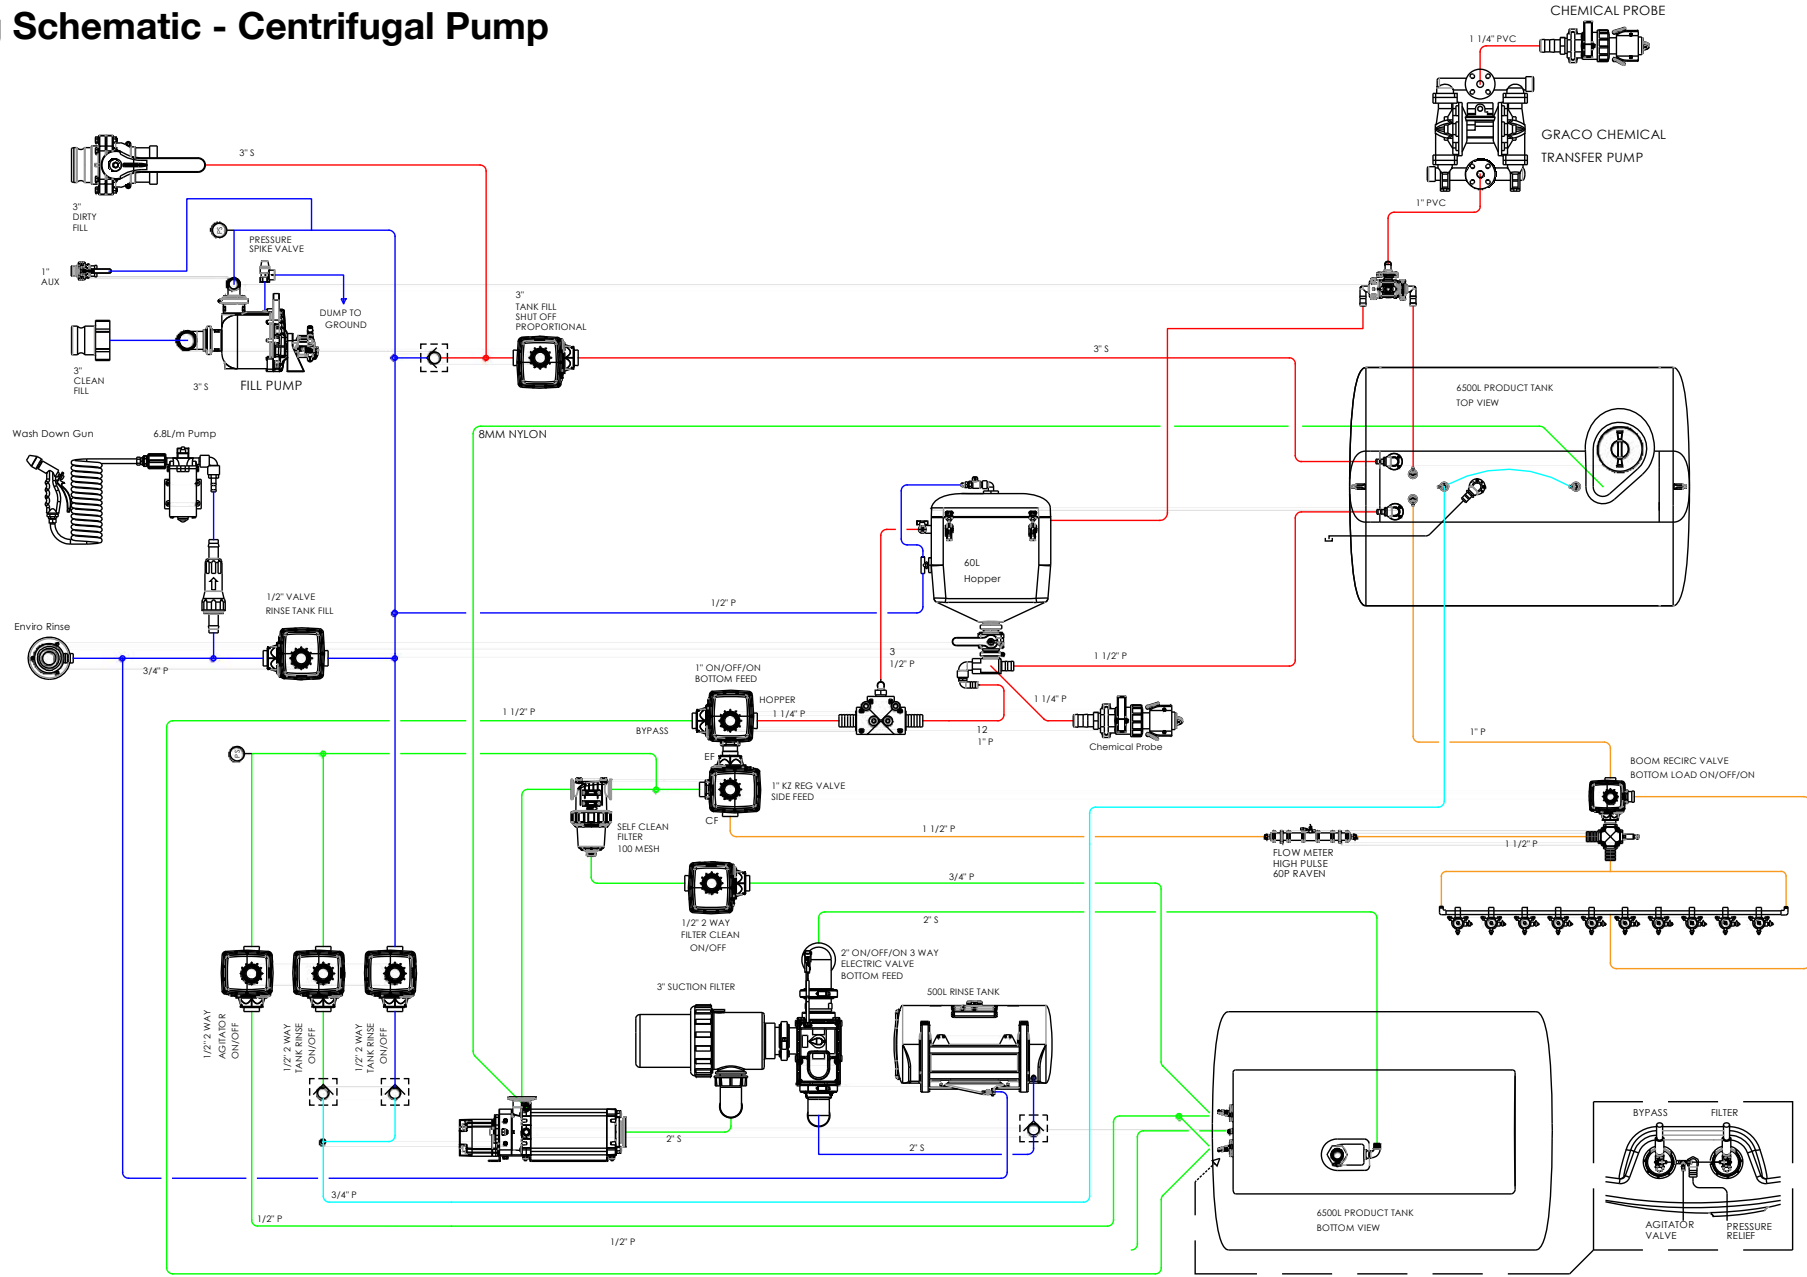 Schematic - Centrifugal Pump
CHEMICAL PROBE
1 1/4" PVC
GRACO CHEMICAL
TRANSFER PUMP
1" PVC
3" S
3"
DIRTY
FILL
PS
PRESSURE
SPIKE VALVE
1"
AUX
DUMP TO
GROUND
3"
TANK FILL
SHUT OFF
PROPORTIONAL
3" S
3"
CLEAN
FILL
3" S
FILL PUMP
6500L PRODUCT TANK
TOP VIEW
Wash Down Gun
6.8L/m Pump
8MM NYLON
60L
Hopper
1/2" VALVE
RINSE TANK FILL
1/2" P
Enviro Rinse
3/4" P
3
1/2" P
1 1/2" P
1" ON/OFF/ON
BOTTOM FEED
HOPPER
1 1/4" P
1 1/4" P
1 1/2" P
BYPASS
12
1" P
Chemical Probe
1" P
EF
PS
BOOM RECIRC VALVE
BOTTOM LOAD ON/OFF/ON
1" KZ REG VALVE
SIDE FEED
CF
SELF CLEAN
FILTER
100 MESH
1 1/2" P
1 1/2" P
FLOW METER
HIGH PULSE
60P RAVEN
3/4" P
1/2" 2 WAY
FILTER CLEAN
ON/OFF
2" S
2" ON/OFF/ON 3 WAY
ELECTRIC VALVE
BOTTOM FEED
3" SUCTION FILTER
500L RINSE TANK
1/2" 2 WAY
AGITATOR
ON/OFF
1/2" 2 WAY
TANK RINSE
ON/OFF
1/2" 2 WAY
TANK RINSE
ON/OFF
2" S
2" S
BYPASS
FILTER
3/4" P
1/2" P
1/2" P
6500L PRODUCT TANK
BOTTOM VIEW
AGITATOR
VALVE
PRESSURE
RELIEF